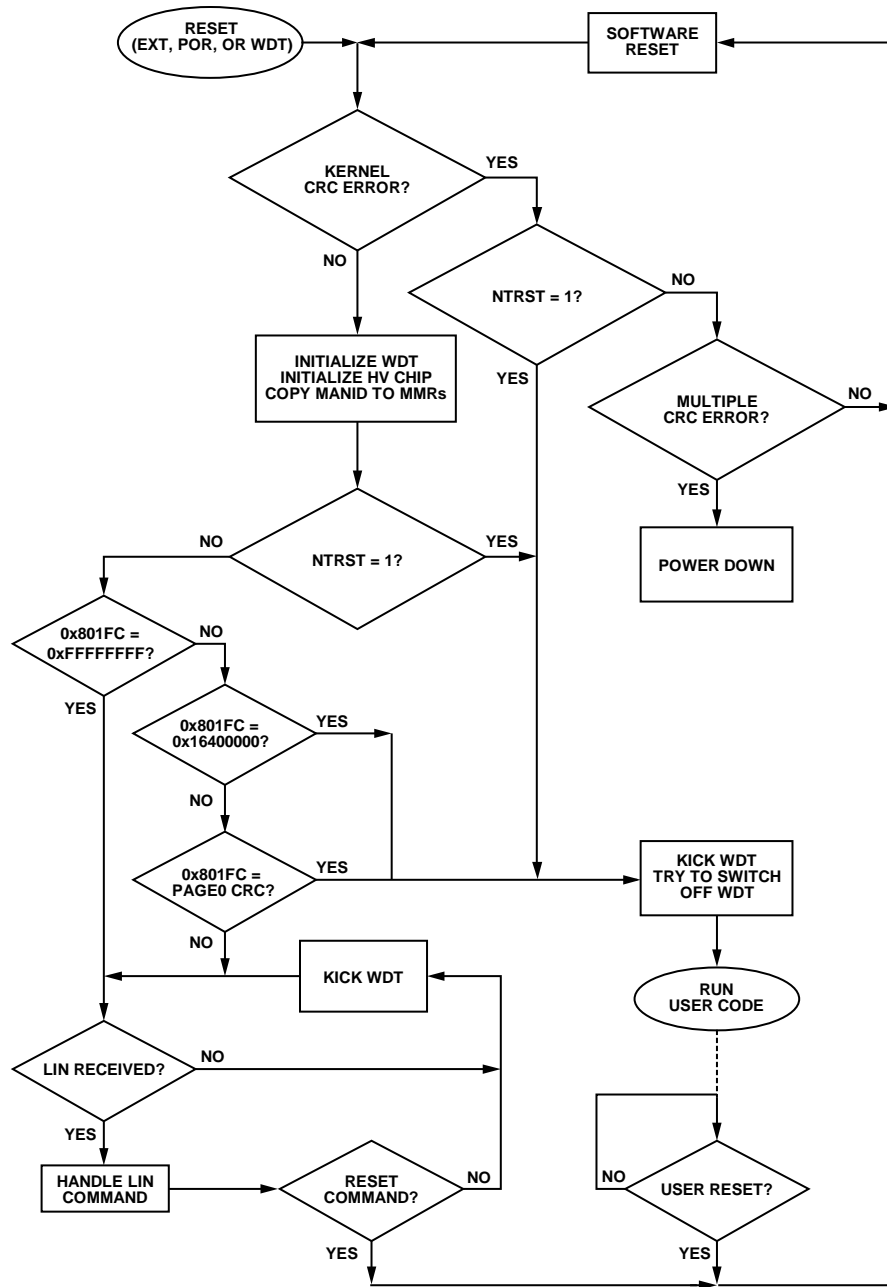 RESET
(EXT, POR, OR WDT)
SOFTWARE
RESET
KERNEL
CRC ERROR?
YES
NO
NTRST = 1?
NO
YES
INITIALIZE WDT
INITIALIZE HV CHIP
COPY MANID TO MMRs
MULTIPLE
CRC ERROR?
NO
YES
POWER DOWN
NTRST = 1?
NO
YES
0x801FC =
0xFFFFFFFF?
NO
YES
0x801FC =
0x16400000?
YES
NO
0x801FC =
PAGE0 CRC?
YES
NO
KICK WDT
TRY TO SWITCH
OFF WDT
KICK WDT
RUN
USER CODE
LIN RECEIVED?
NO
YES
HANDLE LIN
COMMAND
RESET
COMMAND?
NO
YES
USER RESET?
NO
YES